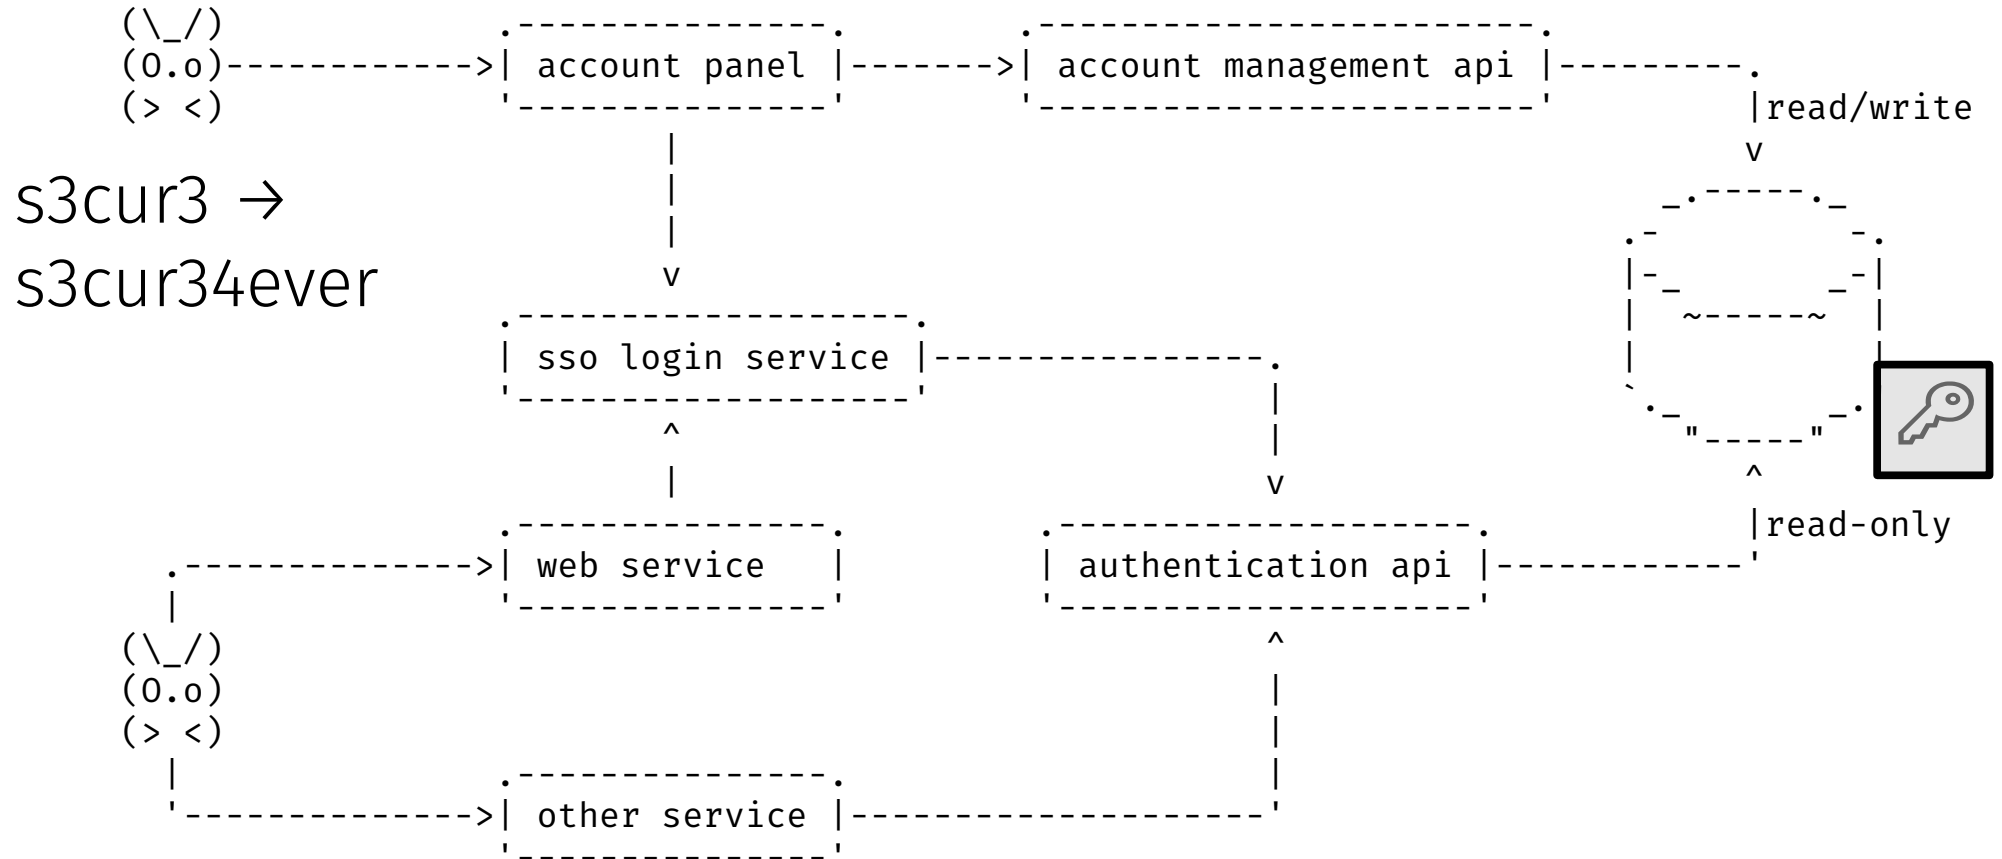 account panel
account management api
read/write
s3cur3 →
s3cur34ever
sso login service
read-only
web service
authentication api
other service